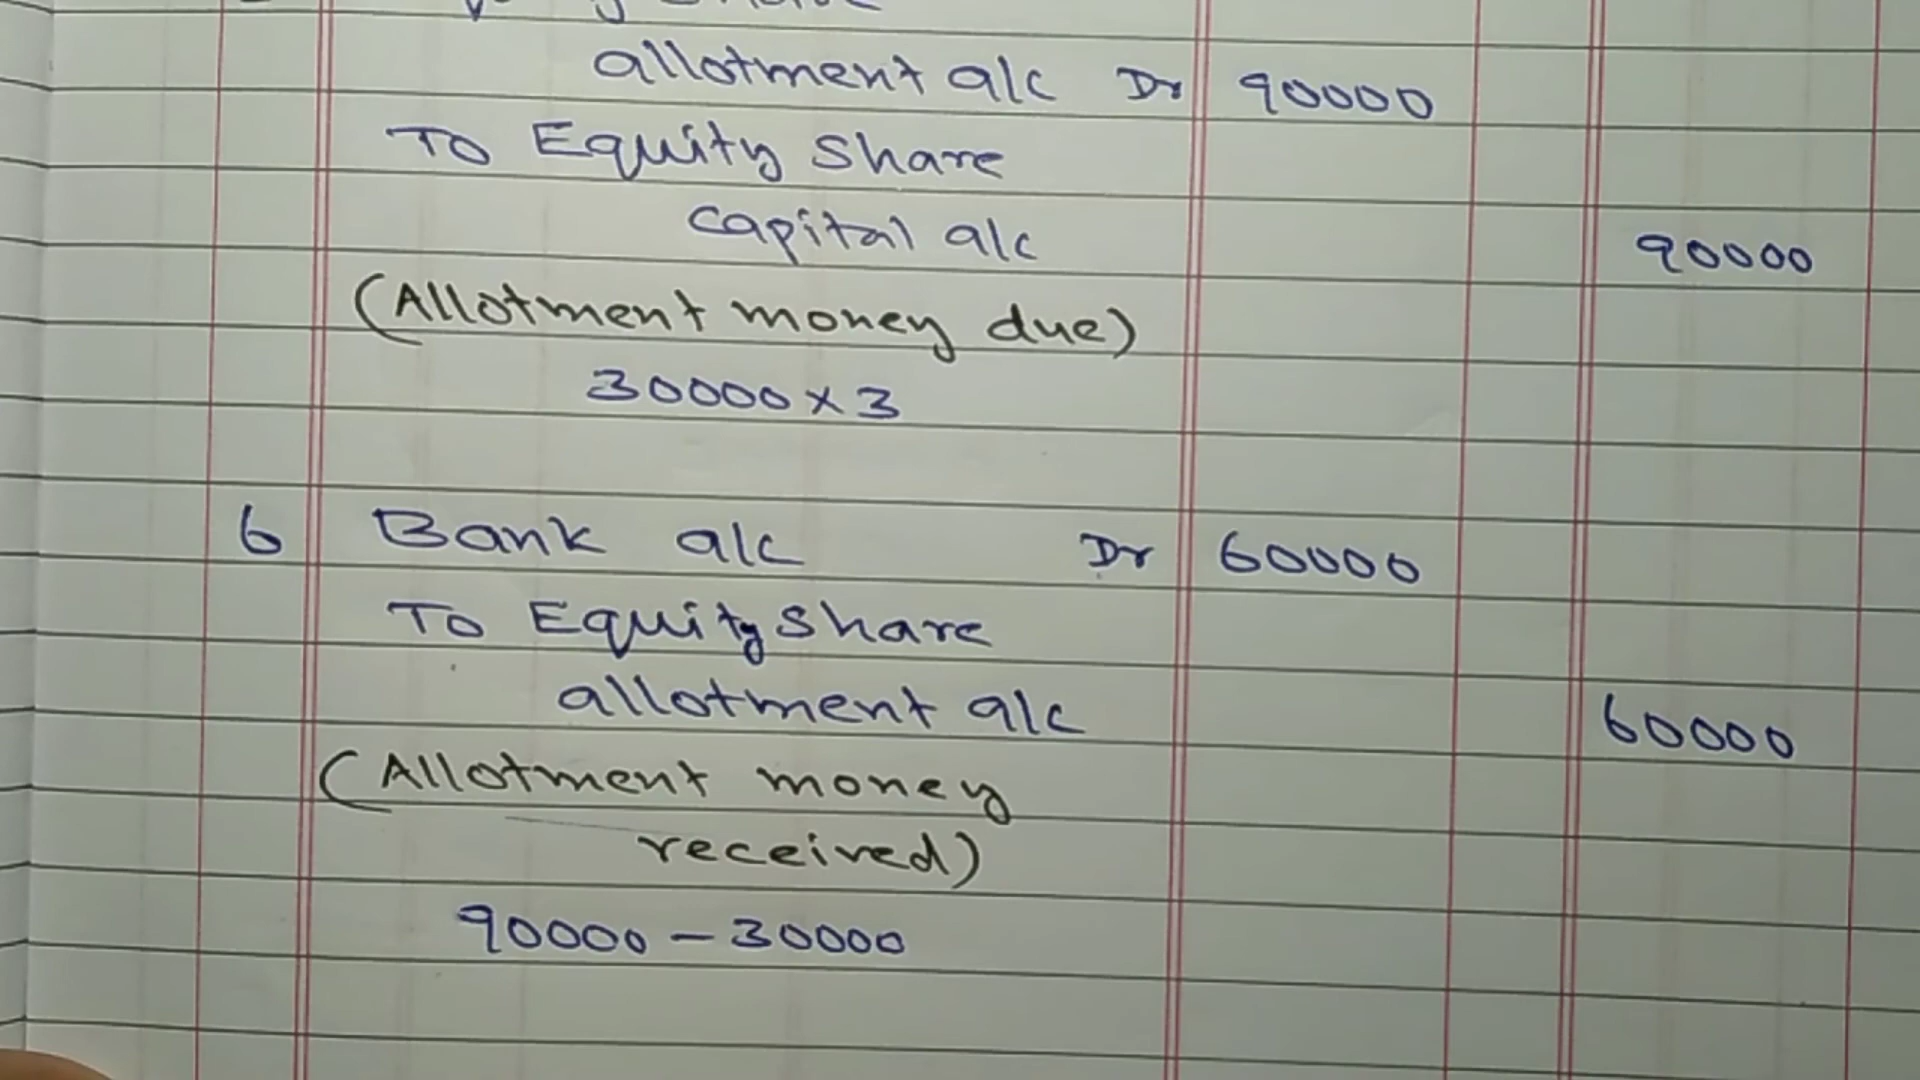 allotment a/c Dr 90000
To Equity Share
capital a/c 90000
(Allotment money due)
30000 x 3
6 Bank a/c Dr 60000
To Equity Share
allotment a/c 60000
(Allotment money
received)
90000 - 30000